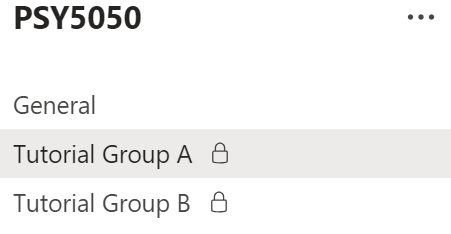 PSY5050
General
Tutorial Group A
Tutorial Group B